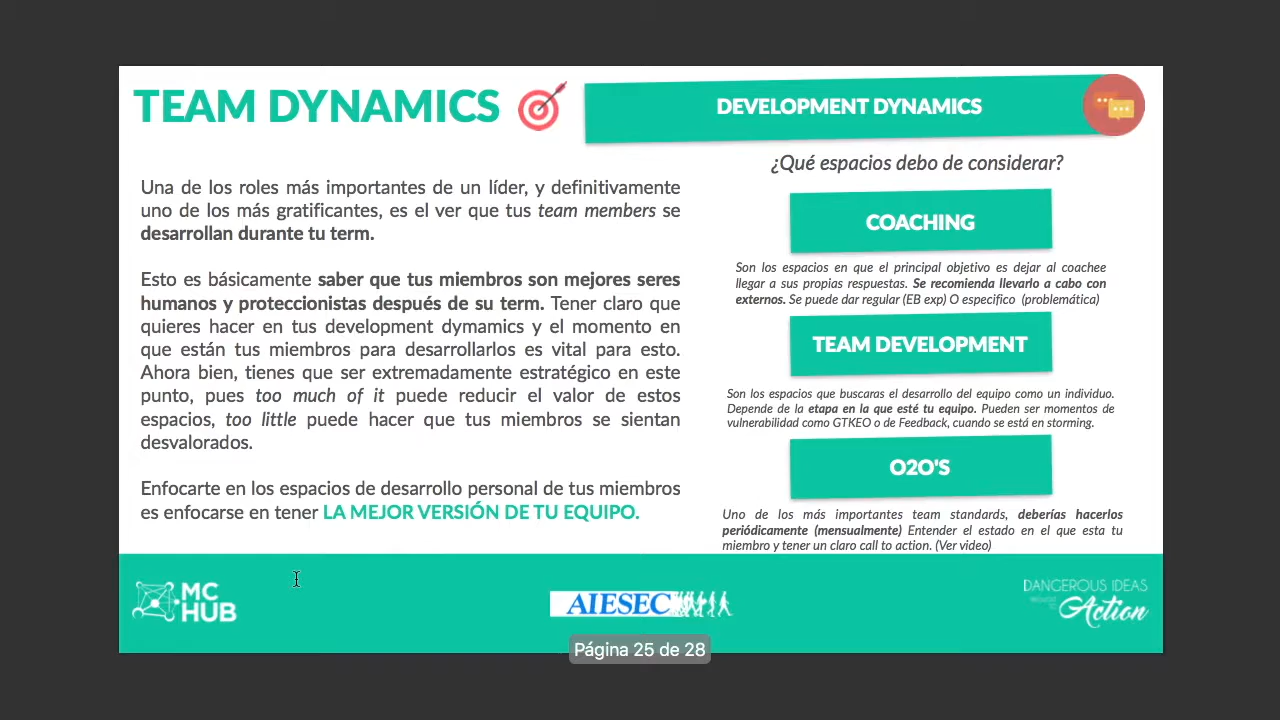 TEAM DYNAMICS
DEVELOPMENT DYNAMICS
Una de los roles más importantes de un líder, y definitivamente
uno de los más gratificantes, es el ver que tus team members se
desarrollan durante tu term.
Esto es básicamente saber que tus miembros son mejores seres
humanos y proteccionistas después de su term. Tener claro que
quieres hacer en tus development dymamics y el momento en
que están tus miembros para desarrollarlos es vital para esto.
Ahora bien, tienes que ser extremadamente estratégico en este
punto, pues too much of it puede reducir el valor de estos
espacios, too little puede hacer que tus miembros se sientan
desvalorados.
Enfocarte en los espacios de desarrollo personal de tus miembros
es enfocarse en tener LA MEJOR VERSIÓN DE TU EQUIPO.
¿Qué espacios debo de considerar?
COACHING
Son los espacios en que el principal objetivo es dejar al coachee
llegar a sus propias respuestas. Se recomienda llevarlo a cabo con
externos. Se puede dar regular (EB exp) O especifico (problemática)
TEAM DEVELOPMENT
Son los espacios que buscaras el desarrollo del equipo como un individuo.
Depende de la etapa en la que esté tu equipo. Pueden ser momentos de
vulnerabilidad como GTKEO o de Feedback, cuando se está en storming.
O2O'S
Uno de los más importantes team standards, deberías hacerlos
periódicamente (mensualmente) Entender el estado en el que esta tu
miembro y tener un claro call to action. (Ver video)
MC
HUB
AIESEC
DANGEROUS IDEAS
Action
Página 25 de 28